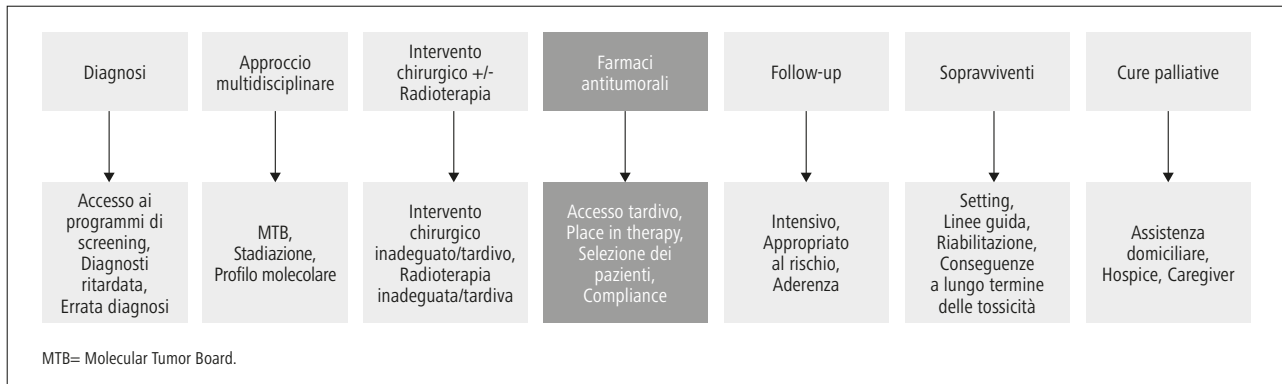 Diagnosi
Approccio
multidisciplinare
Intervento
chirurgico +/-
Radioterapia
Farmaci
antitumorali
Follow-up
Sopravviventi
Cure palliative
Accesso ai
programmi di
screening,
Diagnosti
ritardata,
Errata diagnosi
MTB,
Stadiazione,
Profilo molecolare
Intervento
chirurgico
inadeguato/tardivo,
Radioterapia
inadeguata/tardiva
Accesso tardivo,
Place in therapy,
Selezione dei
pazienti,
Compliance
Intensivo,
Appropriato
al rischio,
Aderenza
Setting,
Linee guida,
Riabilitazione,
Conseguenze
a lungo termine
delle tossicità
Assistenza
domiciliare,
Hospice, Caregiver
MTB= Molecular Tumor Board.